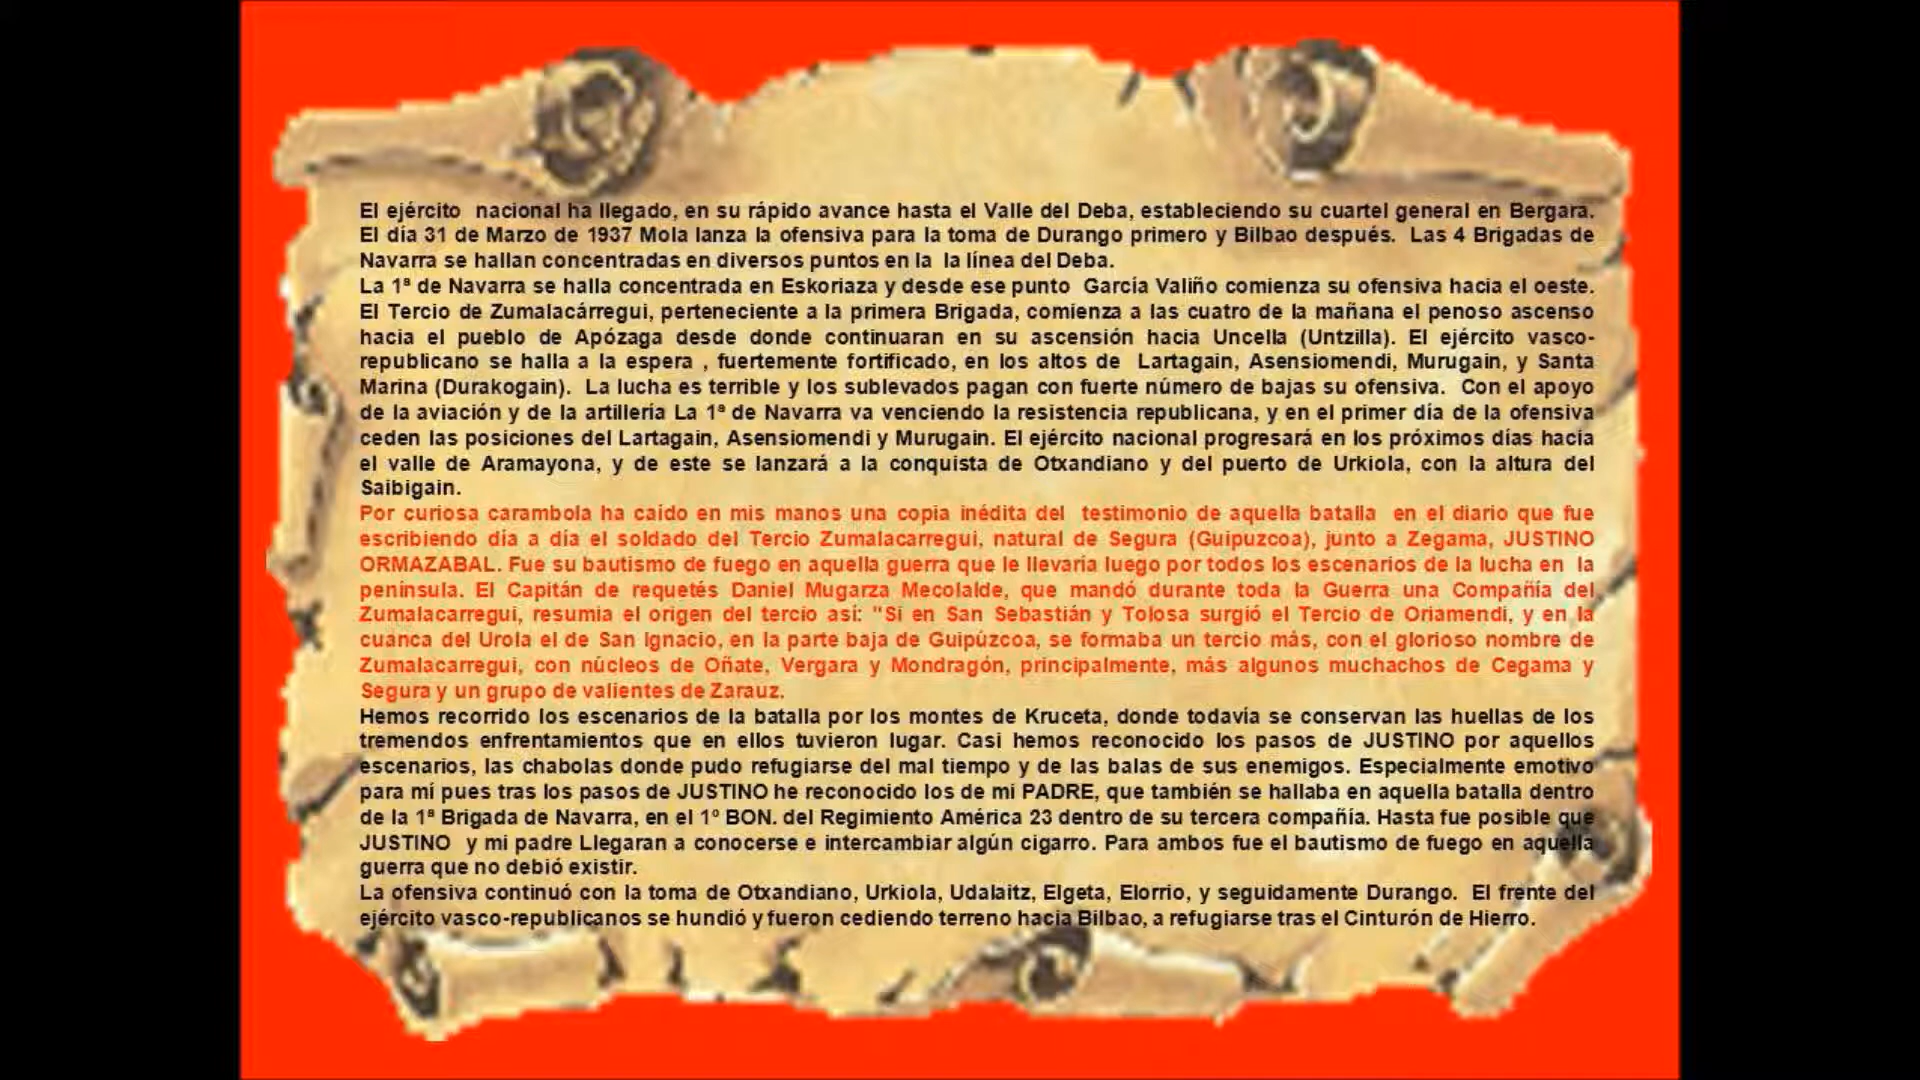 El ejército nacional ha llegado, en su rápido avance hasta el Valle del Deba, estableciendo su cuartel general en Bergara.
El día 31 de Marzo de 1937 Mola lanza la ofensiva para la toma de Durango primero y Bilbao después. Las 4 Brigadas de
Navarra se hallan concentradas en diversos puntos en la la línea del Deba.
La 1ª de Navarra se halla concentrada en Eskoriaza y desde ese punto García Valiño comienza su ofensiva hacia el oeste.
El Tercio de Zumalacárregui, perteneciente a la primera Brigada, comienza a las cuatro de la mañana el penoso ascenso
hacia el pueblo de Apózaga desde donde continuaran en su ascensión hacia Uncella (Untzilla). El ejército vasco-
republicano se halla a la espera , fuertemente fortificado, en los altos de Lartagain, Asensiomendi, Murugain, y Santa
Marina (Durakogain). La lucha es terrible y los sublevados pagan con fuerte número de bajas su ofensiva. Con el apoyo
de la aviación y de la artillería La 1ª de Navarra va venciendo la resistencia republicana, y en el primer día de la ofensiva
ceden las posiciones del Lartagain, Asensiomendi y Murugain. El ejército nacional progresará en los próximos días hacia
el valle de Aramayona, y de este se lanzará a la conquista de Otxandiano y del puerto de Urkiola, con la altura del
Saibigain.
Por curiosa carambola ha caído en mis manos una copia inédita del testimonio de aquella batalla en el diario que fue
escribiendo día a día el soldado del Tercio Zumalacarregui, natural de Segura (Guipuzcoa), junto a Zegama, JUSTINO
ORMAZABAL. Fue su bautismo de fuego en aquella guerra que le llevaría luego por todos los escenarios de la lucha en la
península. El Capitán de requetés Daniel Mugarza Mecolalde, que mandó durante toda la Guerra una Compañía del
Zumalacarregui, resumia el origen del tercio así: "Si en San Sebastián y Tolosa surgió el Tercio de Oriamendi, y en la
cuanca del Urola el de San Ignacio, en la parte baja de Guipúzcoa, se formaba un tercio más, con el glorioso nombre de
Zumalacarregui, con núcleos de Oñate, Vergara y Mondragón, principalmente, más algunos muchachos de Cegama y
Segura y un grupo de valientes de Zarauz.
Hemos recorrido los escenarios de la batalla por los montes de Kruceta, donde todavía se conservan las huellas de los
tremendos enfrentamientos que en ellos tuvieron lugar. Casi hemos reconocido los pasos de JUSTINO por aquellos
escenarios, las chabolas donde pudo refugiarse del mal tiempo y de las balas de sus enemigos. Especialmente emotivo
para mí pues tras los pasos de JUSTINO he reconocido los de mi PADRE, que también se hallaba en aquella batalla dentro
de la 1ª Brigada de Navarra, en el 1º BON. del Regimiento América 23 dentro de su tercera compañía. Hasta fue posible que
JUSTINO y mi padre Llegaran a conocerse e intercambiar algún cigarro. Para ambos fue el bautismo de fuego en aquella
guerra que no debió existir.
La ofensiva continuó con la toma de Otxandiano, Urkiola, Udalaitz, Elgeta, Elorrio, y seguidamente Durango. El frente del
ejército vasco-republicanos se hundió y fueron cediendo terreno hacia Bilbao, a refugiarse tras el Cinturón de Hierro.